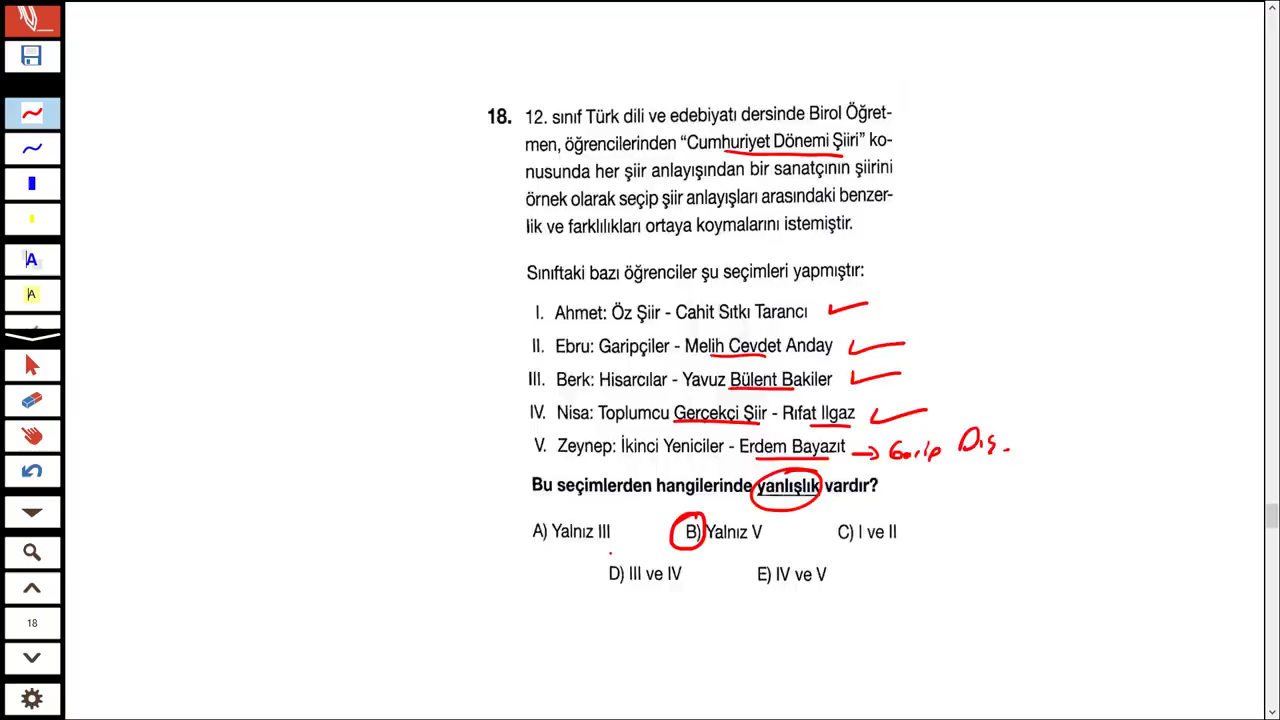 18. 12. sınıf Türk dili ve edebiyatı dersinde Birol Öğret-
men, öğrencilerinden “Cumhuriyet Dönemi Şiiri” ko-
nusunda her şiir anlayışından bir sanatçının şiirini
örnek olarak seçip şiir anlayışları arasındaki benzer-
lik ve farklılıkları ortaya koymalarını istemiştir.
Sınıftaki bazı öğrenciler şu seçimleri yapmıştır:
I. Ahmet: Öz Şiir - Cahit Sıtkı Tarancı
II. Ebru: Garipçiler - Melih Cevdet Anday
III. Berk: Hisarcılar - Yavuz Bülent Bakiler
IV. Nisa: Toplumcu Gerçekçi Şiir - Rıfat Ilgaz
V. Zeynep: İkinci Yeniciler - Erdem Bayazıt → Garip Dış.
Bu seçimlerden hangilerinde yanlışlık vardır?
A) Yalnız III B) Yalnız V C) I ve II
D) III ve IV E) IV ve V
A
A
18